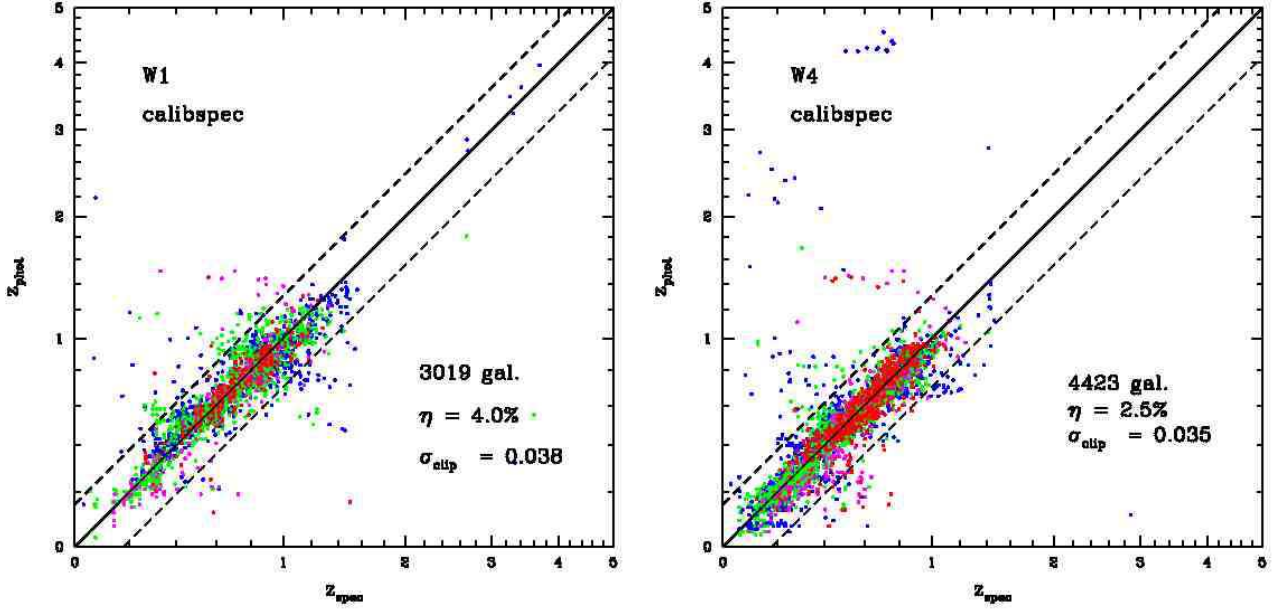 5
4
3
2
1
0
Zphot
W1
calibspec
3019 gal.
η = 4.0%
σclip = 0.038
0 1 2 3 4 5
Zspec
5
4
3
2
1
0
Zphot
W4
calibspec
4423 gal.
η = 2.5%
σclip = 0.035
0 1 2 3 4 5
Zspec